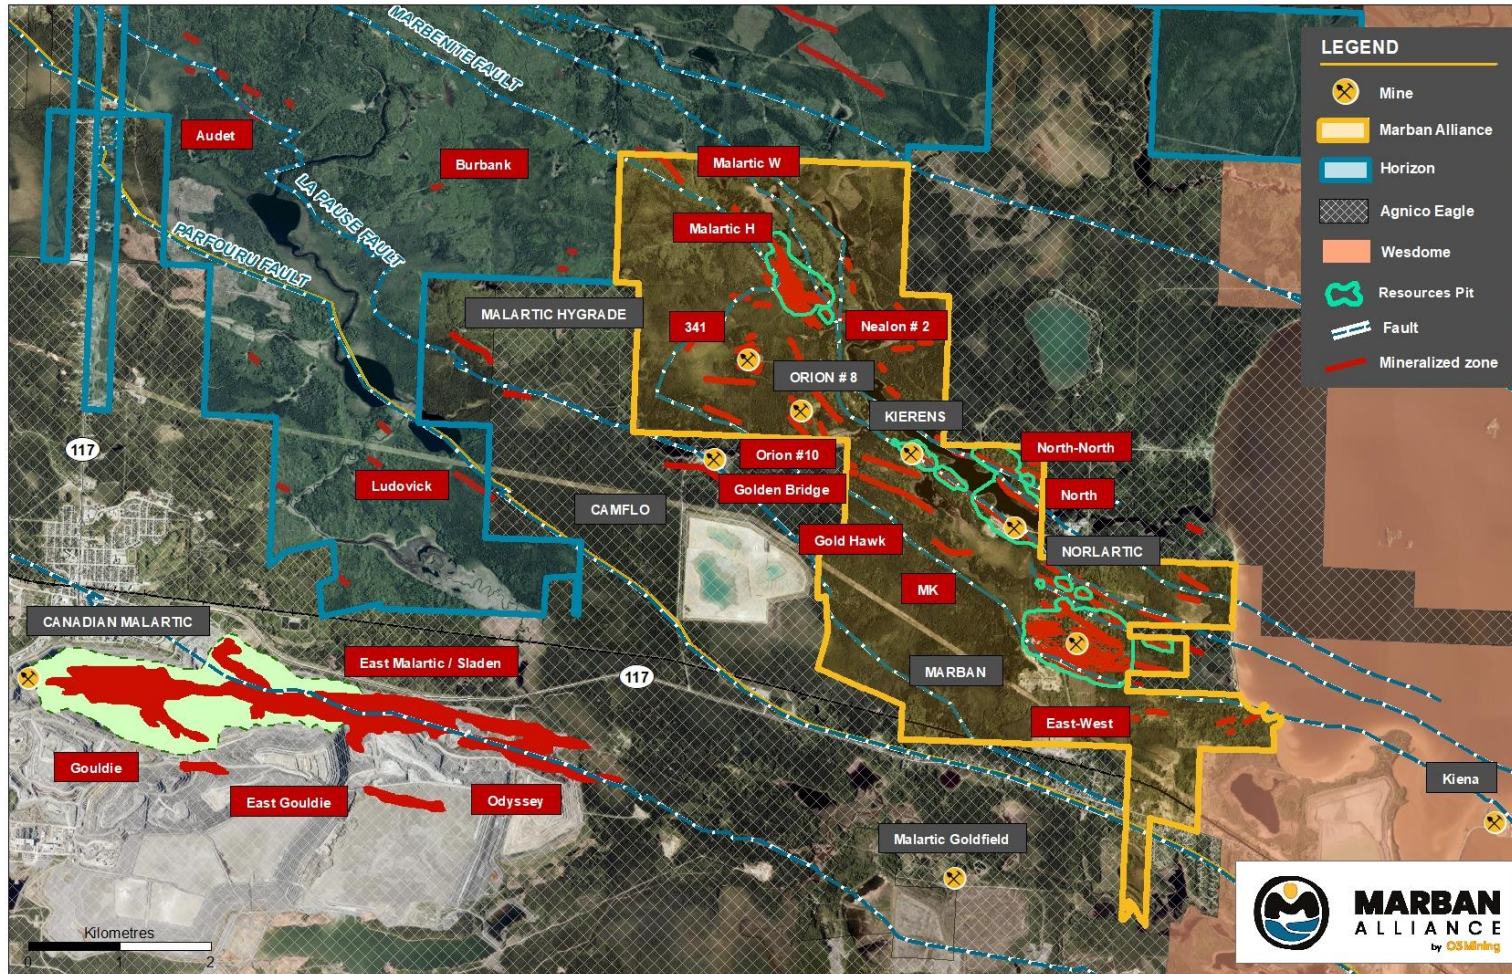 MARBENITE FAULT
LEGEND
Mine
Marban Alliance
Horizon
Agnico Eagle
Wesdome
Resources Pit
Fault
Mineralized zone
Audet
Burbank
Malartic W
LA PAUSE FAULT
PARFOURU FAULT
Malartic H
MALARTIC HYGRADE
341
Nealon # 2
ORION # 8
KIERENS
117
Orion #10
North-North
Ludovick
Golden Bridge
North
CAMFLO
Gold Hawk
NORLARTIC
MK
CANADIAN MALARTIC
East Malartic / Sladen
117
MARBAN
East-West
Gouldie
East Gouldie
Odyssey
Kiena
Malartic Goldfield
Kilometres
0 1 2
MARBAN
ALLIANCE
by O3 Mining